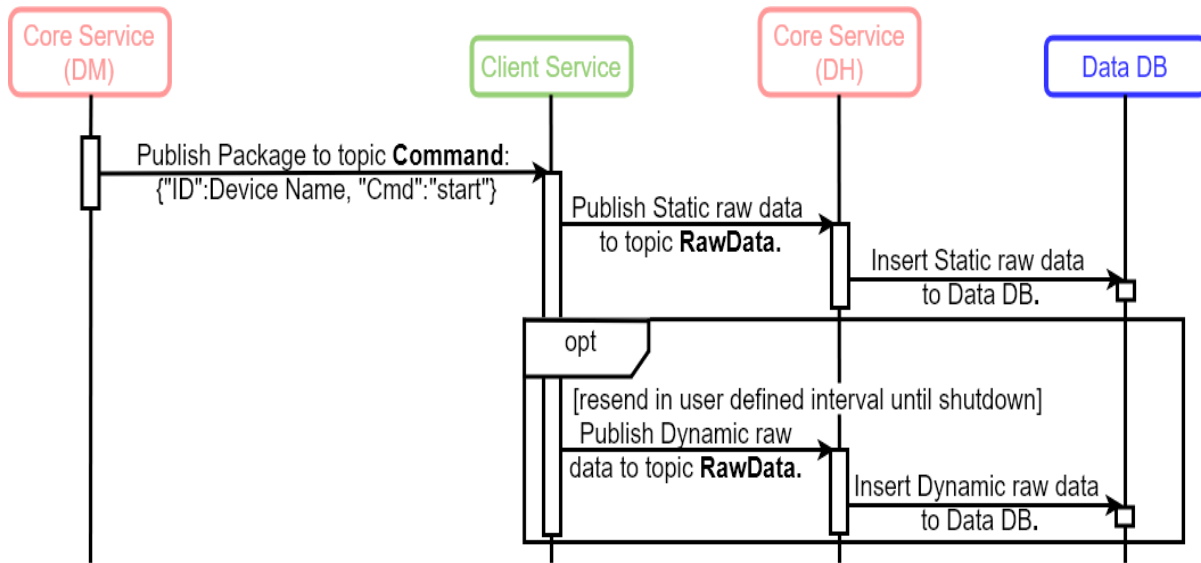 Core Service
(DM)
Client Service
Core Service
(DH)
Data DB
Publish Package to topic Command:
{"ID":Device Name, "Cmd":"start"}
Publish Static raw data
to topic RawData.
Insert Static raw data
to Data DB.
opt
[resend in user defined interval until shutdown]
Publish Dynamic raw
data to topic RawData.
Insert Dynamic raw data
to Data DB.